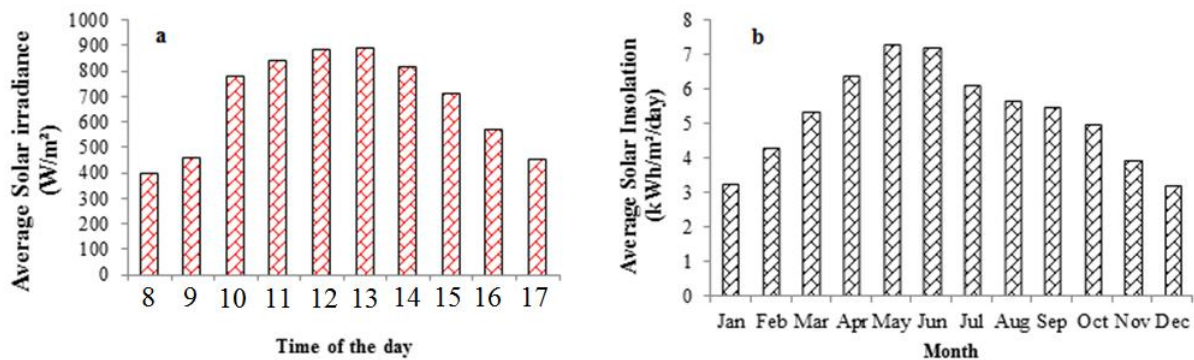 a
Average Solar irradiance
(W/m²)
1000
900
800
700
600
500
400
300
200
100
0
8 9 10 11 12 13 14 15 16 17
Time of the day
b
Average Solar Insolation
(kWh/m²/day)
8
7
6
5
4
3
2
1
0
Jan Feb Mar Apr May Jun Jul Aug Sep Oct Nov Dec
Month